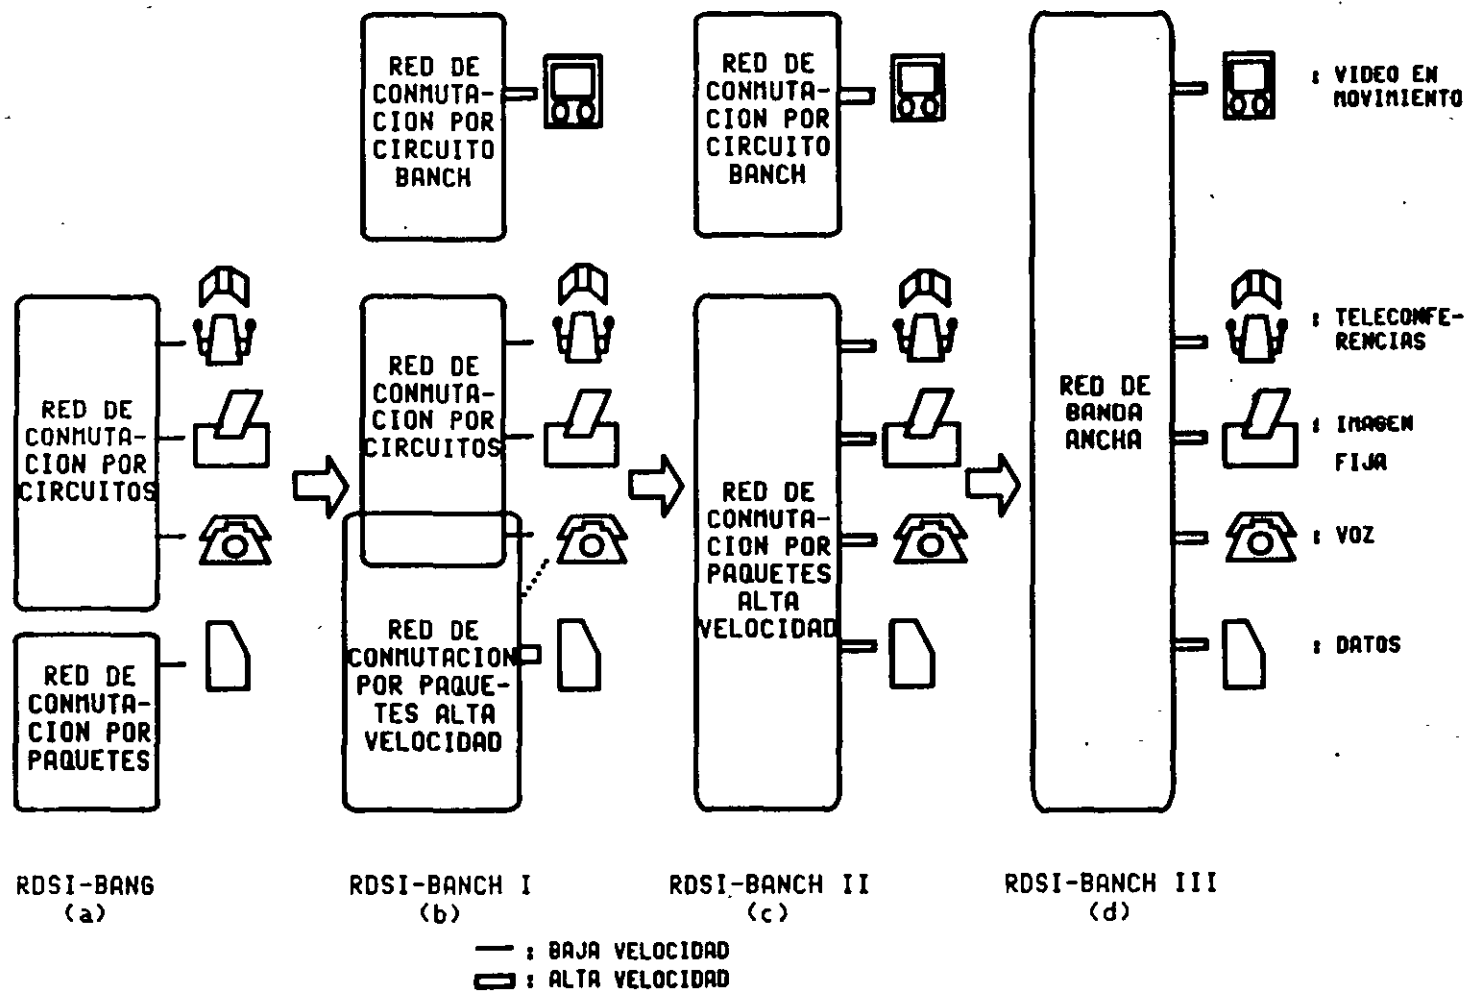 RED DE
CONMUTA-
CION POR
CIRCUITOS
RED DE
CONMUTA-
CION POR
PAQUETES
RDSI-BANG
(a)
RED DE
CONMUTA-
CION POR
CIRCUITO
BANCH
RED DE
CONMUTA-
CION POR
CIRCUITOS
RED DE
CONMUTACION
POR PAQUE-
TES ALTA
VELOCIDAD
RDSI-BANCH I
(b)
RED DE
CONMUTA-
CION POR
CIRCUITO
BANCH
RED DE
CONMUTA-
CION POR
PAQUETES
ALTA
VELOCIDAD
RDSI-BANCH II
(c)
RED DE
BANDA
ANCHA
RDSI-BANCH III
(d)
: VIDEO EN
MOVIMIENTO
: TELECONFE-
RENCIAS
: IMAGEN
FIJA
: VOZ
: DATOS
: BAJA VELOCIDAD
: ALTA VELOCIDAD